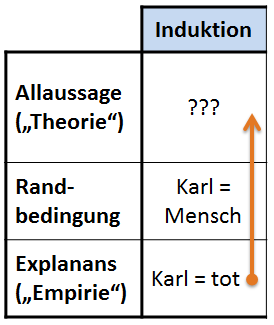 Induktion
Allaussage
(„Theorie“)
???
Rand-
bedingung
Karl =
Mensch
Explanans
(„Empirie“)
Karl = tot